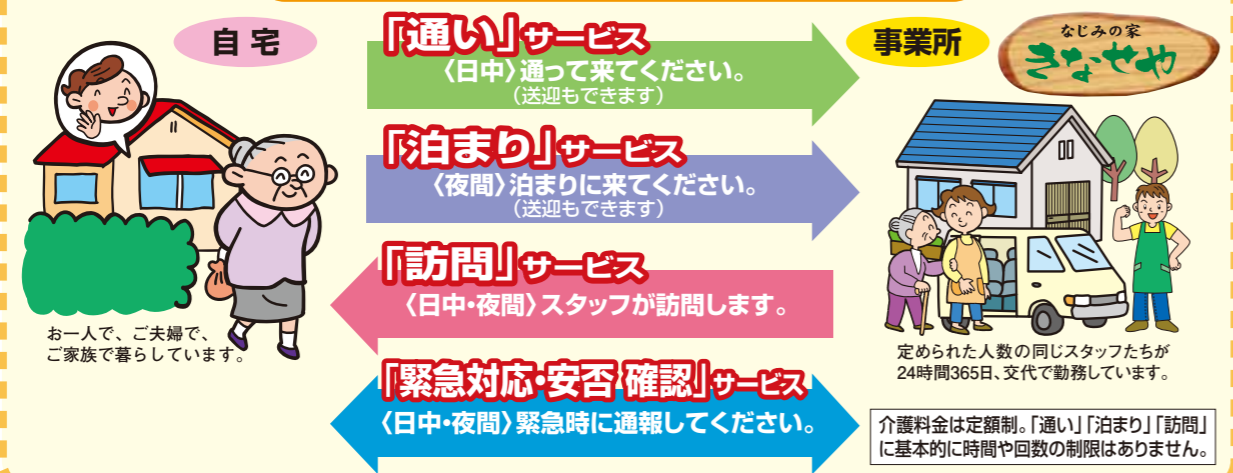 自宅
お一人で、ご夫婦で、
ご家族で暮らしています。
「通い」サービス
〈日中〉通って来てください。
（送迎もできます）
「泊まり」サービス
〈夜間〉泊まりに来てください。
（送迎もできます）
「訪問」サービス
〈日中・夜間〉スタッフが訪問します。
「緊急対応・安否 確認」サービス
〈日中・夜間〉緊急時に通報してください。
事業所
なじみの家
きなせや
定められた人数の同じスタッフたちが
24時間365日、交代で勤務しています。
介護料金は定額制。「通い」「泊まり」「訪問」
に基本的に時間や回数の制限はありません。